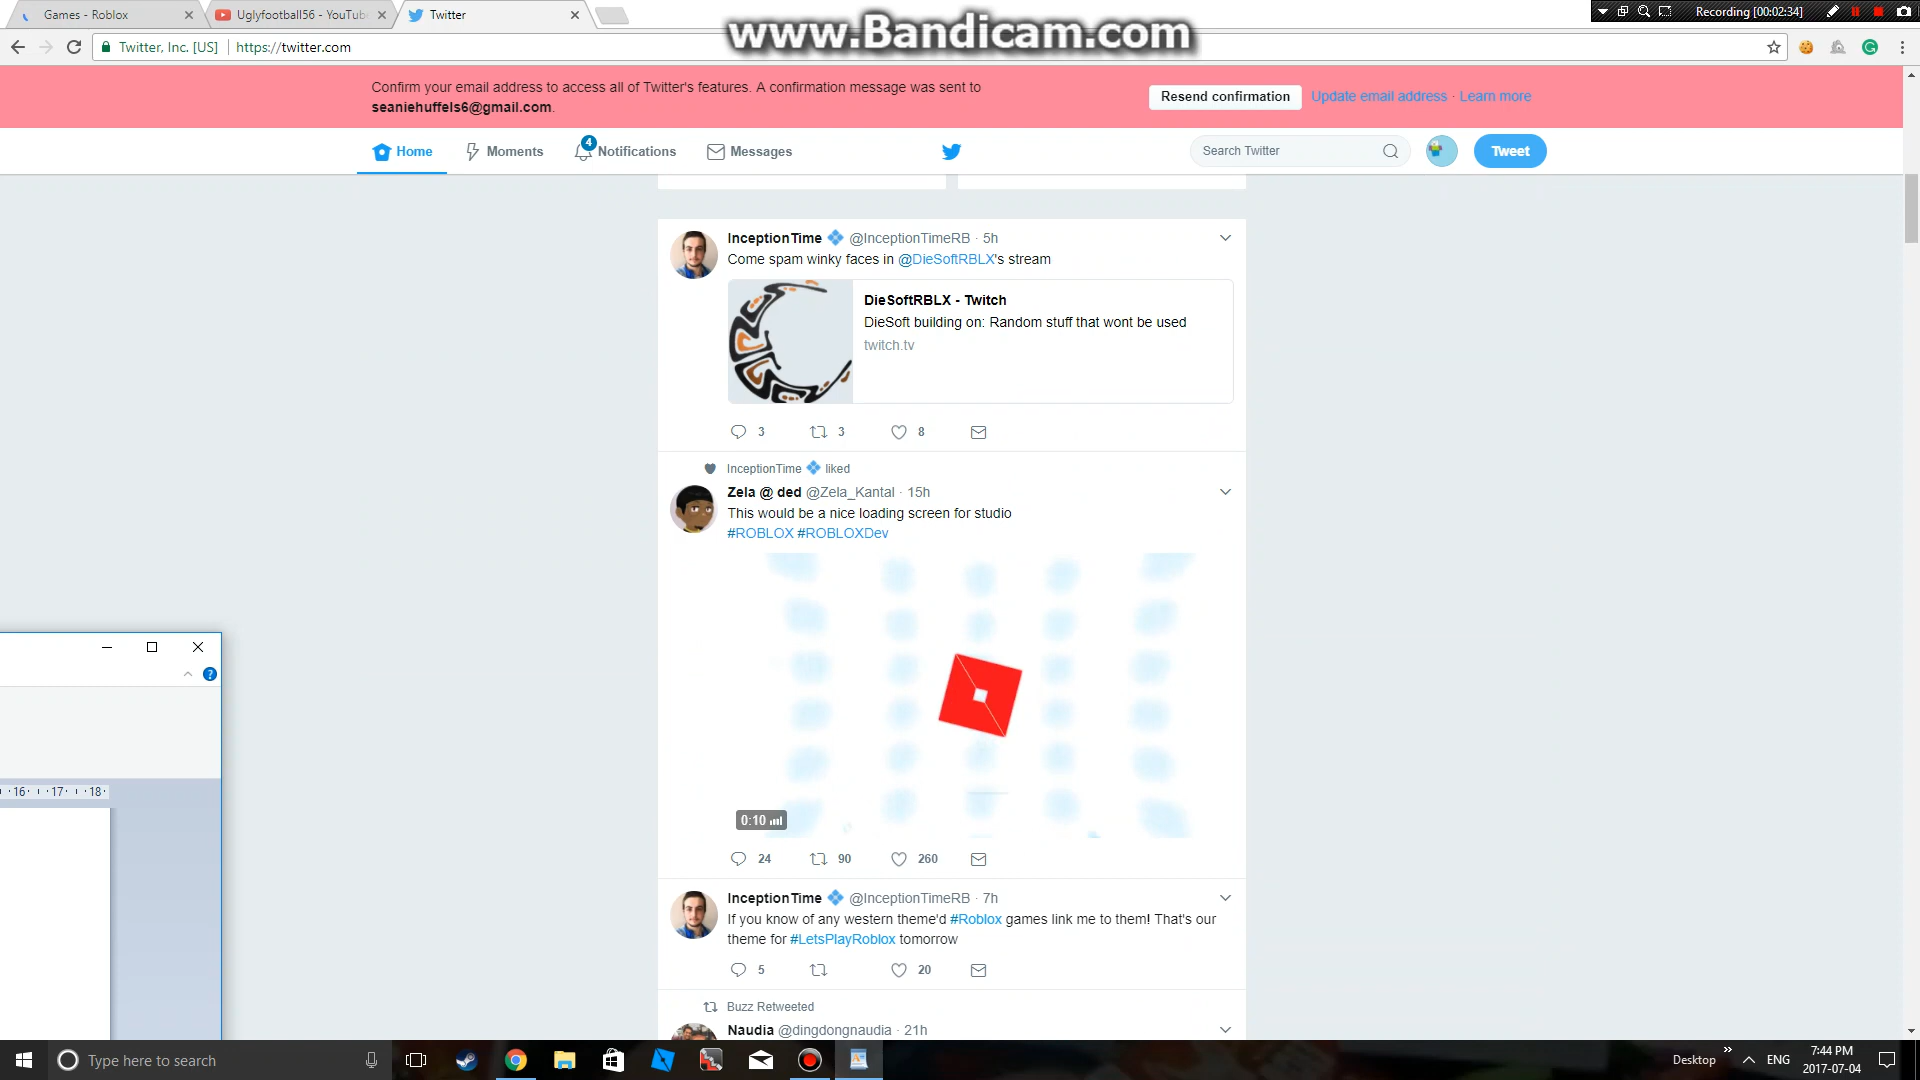 Games - Roblox
Uglyfootball56 - YouTube
Twitter
www.Bandicam.com
Recording [00:02:34]
Twitter, Inc. [US]
https://twitter.com
Confirm your email address to access all of Twitter's features. A confirmation message was sent to
seaniehuffels6@gmail.com.
Resend confirmation
Update email address · Learn more
Home
Moments
4
Notifications
Messages
Search Twitter
Tweet
InceptionTime @InceptionTimeRB · 5h
Come spam winky faces in @DieSoftRBLX's stream
DieSoftRBLX - Twitch
DieSoft building on: Random stuff that wont be used
twitch.tv
3 3 8
InceptionTime liked
Zela @ ded @Zela_Kantal · 15h
This would be a nice loading screen for studio
#ROBLOX #ROBLOXDev
0:10
24 90 260
InceptionTime @InceptionTimeRB · 7h
If you know of any western theme'd #Roblox games link me to them! That's our
theme for #LetsPlayRoblox tomorrow
5 20
Buzz Retweeted
Naudia @dingdongnaudia · 21h
·16· ı ·17· ı ·18·
Type here to search
Desktop
ENG
7:44 PM
2017-07-04